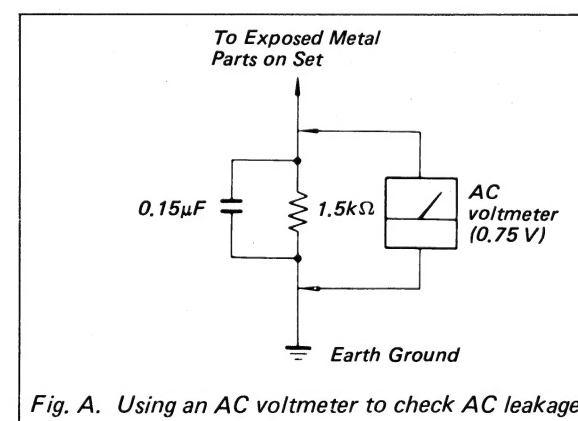 To Exposed Metal
Parts on Set
0.15μF
1.5kΩ
AC
voltmeter
(0.75 V)
Earth Ground
Fig. A. Using an AC voltmeter to check AC leakage